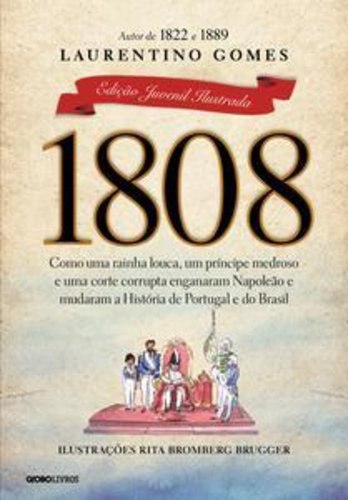 Autor de 1822 e 1889
LAURENTINO GOMES
Edição Juvenil Ilustrada
1808
Como uma rainha louca, um príncipe medroso
e uma corte corrupta enganaram Napoleão e
mudaram a História de Portugal e do Brasil
ILUSTRAÇÕES RITA BROMBERG BRUGGER
GLOBOLIVROS